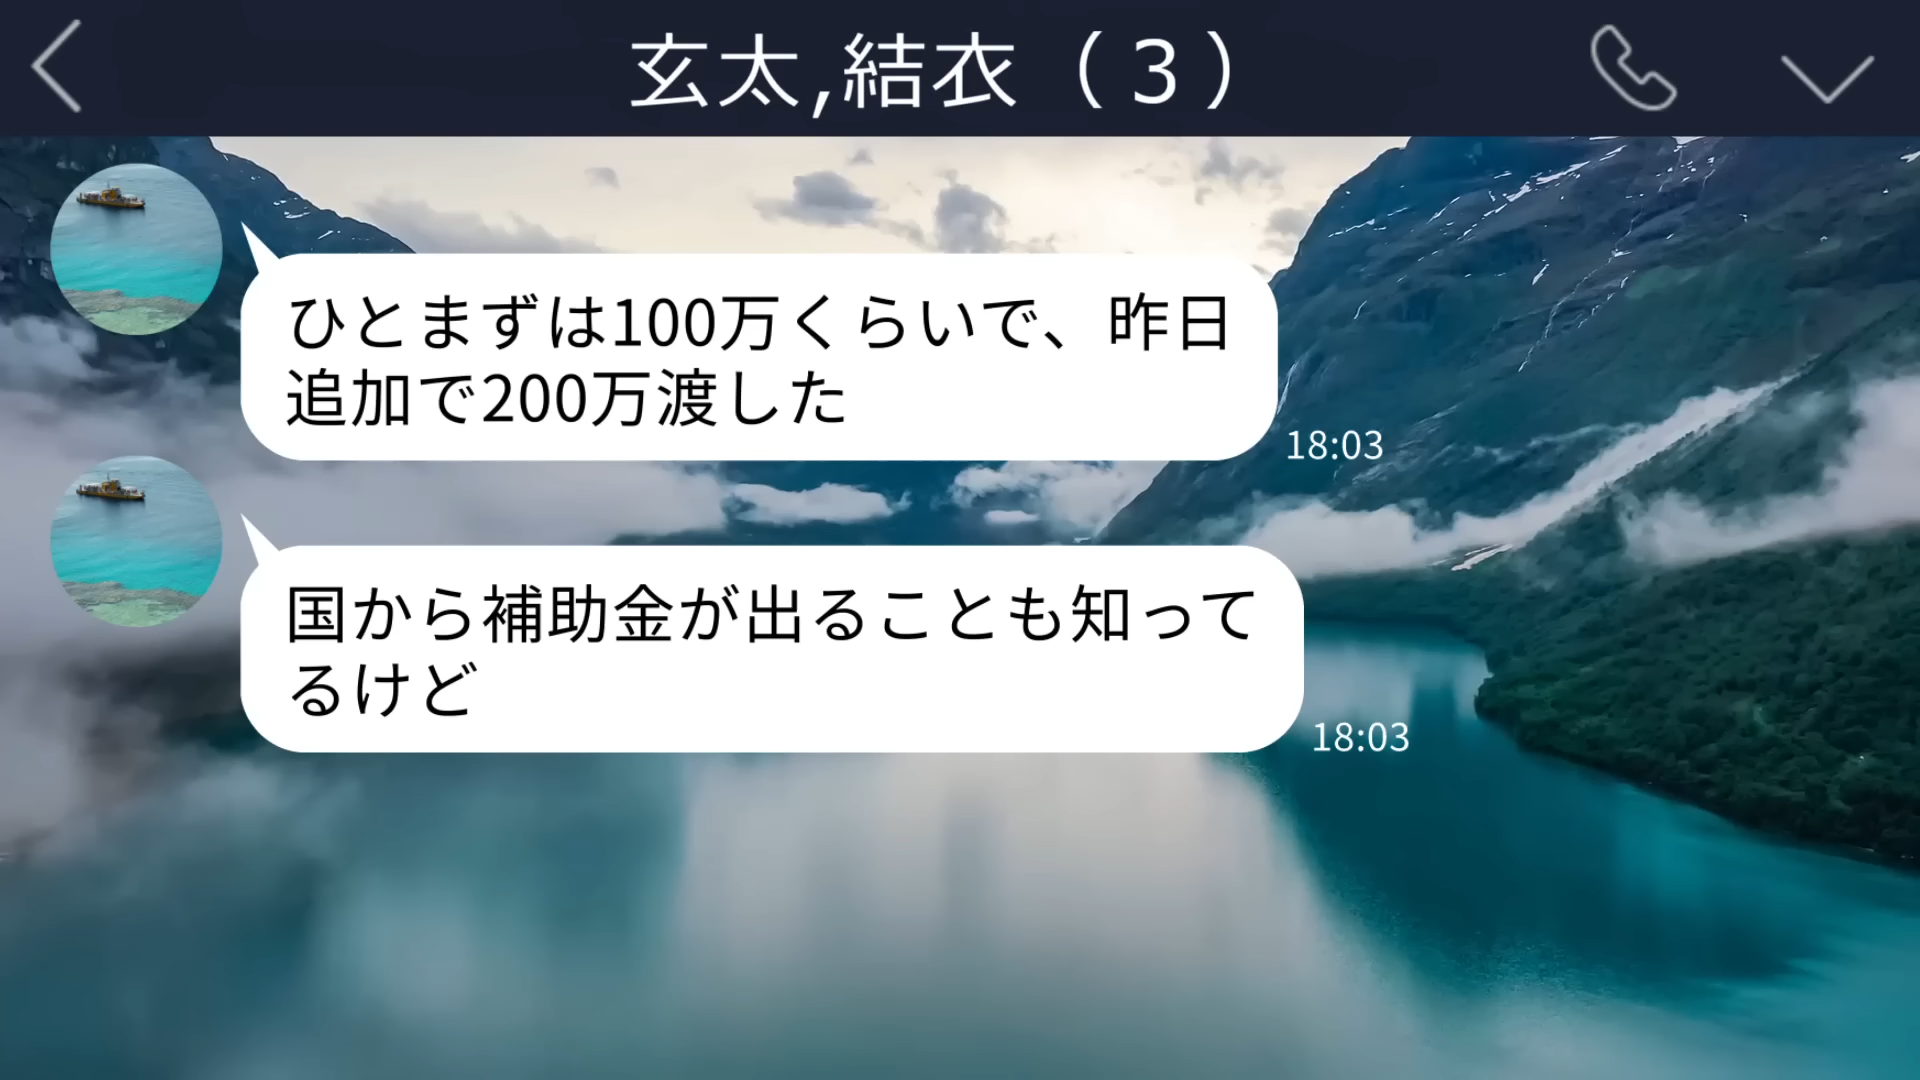 玄太,結衣（３）
ひとまずは100万くらいで、昨日
追加で200万渡した
18:03
国から補助金が出ることも知って
るけど
18:03